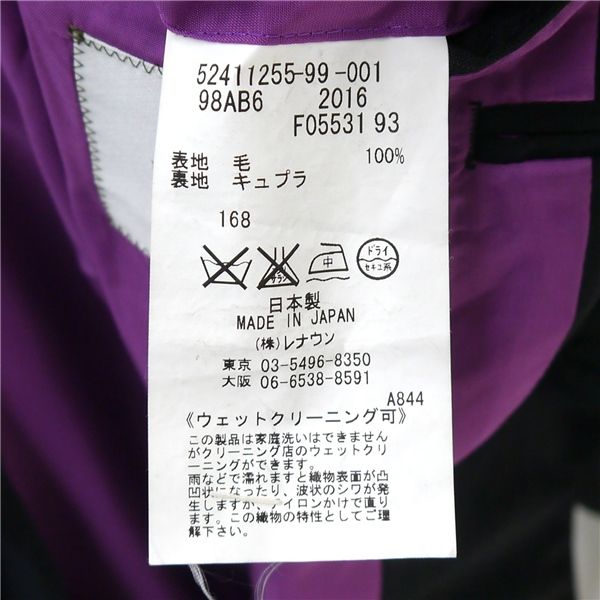 52411255-99-001
98AB6 2016
F05531 93
表地 毛 100%
裏地 キュプラ
168
サラシ 中 ドライ
セキユ系
日本製
MADE IN JAPAN
(株)レナウン
東京 03-5496-8350
大阪 06-6538-8591
A844
《ウェットクリーニング可》
この製品は家庭洗いはできません
がクリーニング店のウェットクリ
ーニングができます。
雨などで濡れますと織物表面が凸
凹状になったり、波状のシワが発
生しますが、アイロンかけで直り
ます。この織物の特性としてご理
解下さい。